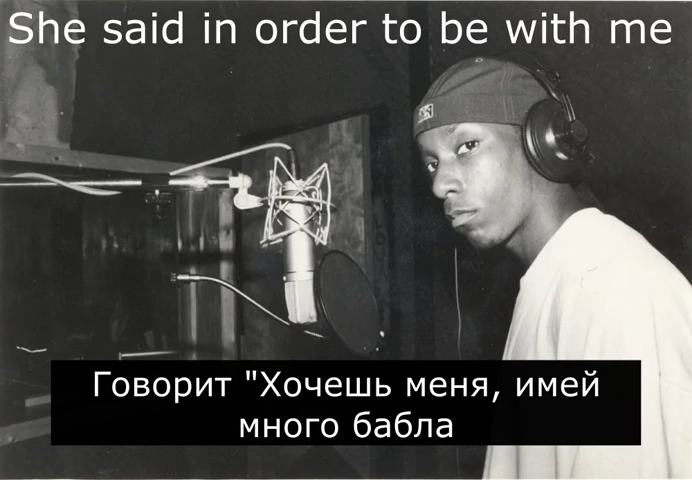 She said in order to be with me
Говорит "Хочешь меня, имей
много бабла